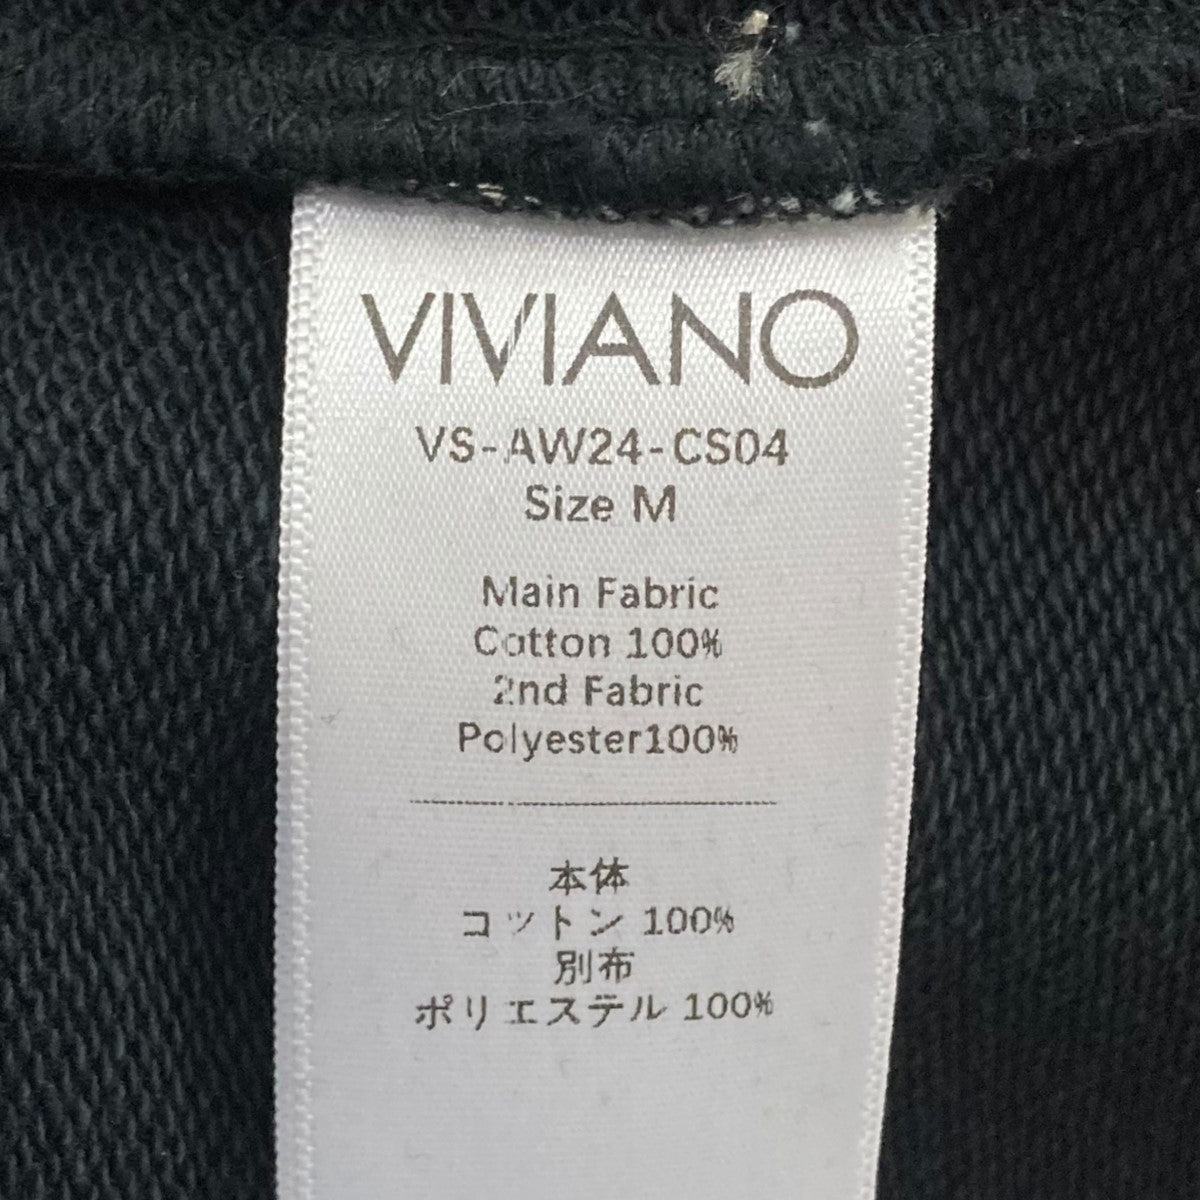 VIVIANO
VS-AW24-CS04
Size M
Main Fabric
Cotton 100%
2nd Fabric
Polyester100%
本体
コットン 100%
別布
ポリエステル 100%